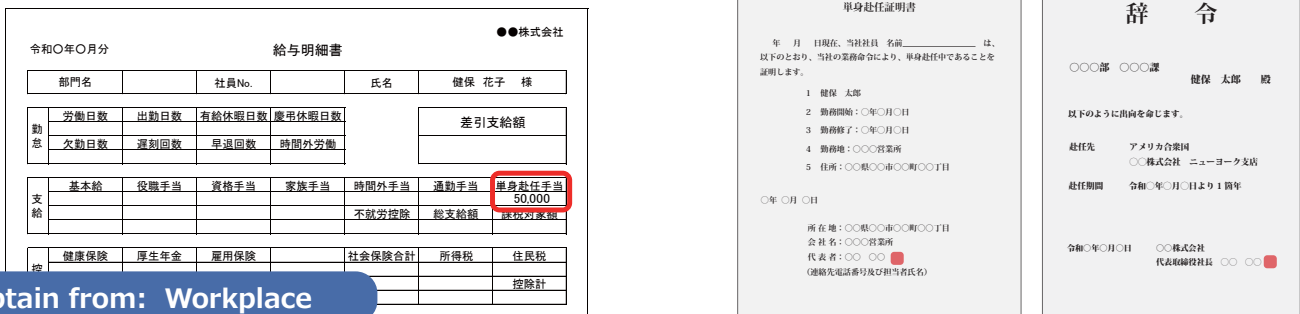 ●●株式会社
令和〇年〇月分 給与明細書
部門名 社員No. 氏名 健保 花子 様
勤怠
労働日数 出勤日数 有給休暇日数 慶弔休暇日数 差引支給額
欠勤日数 遅刻回数 早退回数 時間外労働
支給
基本給 役職手当 資格手当 家族手当 時間外手当 通勤手当 単身赴任手当
50,000
不就労控除 総支給額 課税対象額
健康保険 厚生年金 雇用保険 社会保険合計 所得税 住民税
控
控除計
btain from: Workplace
単身赴任証明書
年 月 日現在、当社社員 名前 は、
以下のとおり、当社の業務命令により、単身赴任中であることを
証明します。
1 健保 太郎
2 勤務開始：〇年〇月〇日
3 勤務修了：〇年〇月〇日
4 勤務地：〇〇〇営業所
5 住所：〇〇県〇〇市〇〇町〇〇丁目
〇年 〇月 〇日
所在地：〇〇県〇〇市〇〇町〇〇丁目
会社名：〇〇〇営業所
代表者：〇〇 〇〇
(連絡先電話番号及び担当者氏名)
辞 令
〇〇〇部 〇〇〇課
健保 太郎 殿
以下のように出向を命じます。
赴任先 アメリカ合衆国
〇〇株式会社 ニューヨーク支店
赴任期間 令和〇年〇月〇日より1箇年
令和〇年〇月〇日 〇〇株式会社
代表取締役社長 〇〇 〇〇